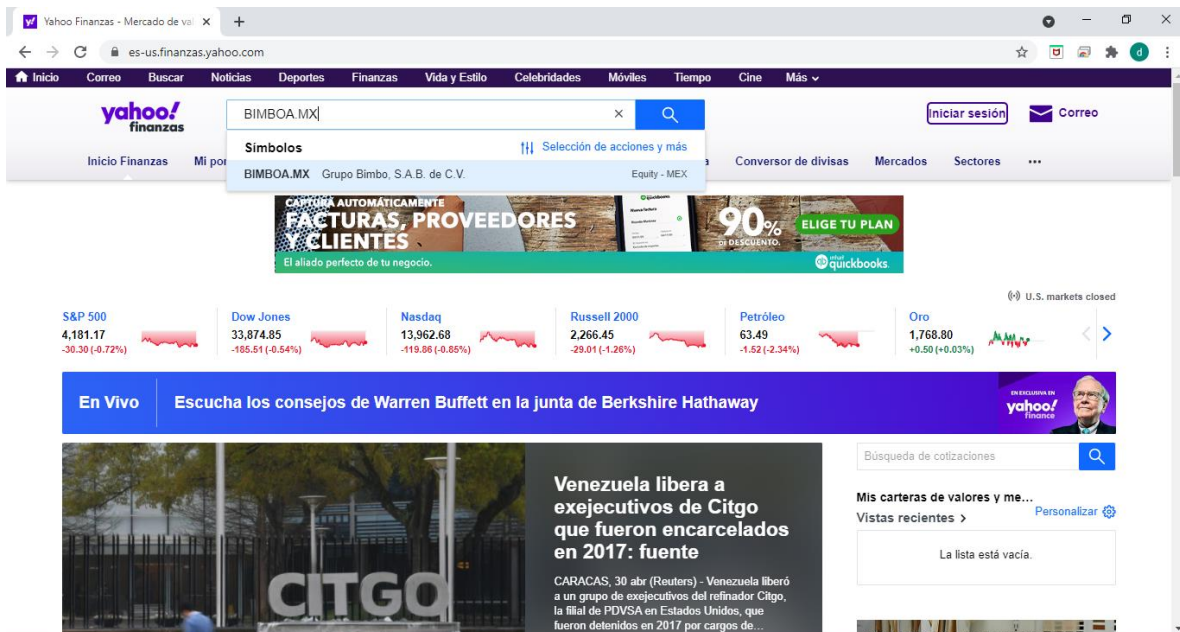 Yahoo Finanzas - Mercado de val
es-us.finanzas.yahoo.com
Inicio Correo Buscar Noticias Deportes Finanzas Vida y Estilo Celebridades Móviles Tiempo Cine Más
yahoo!
finanzas
BIMBOA.MX
Iniciar sesión
Correo
Símbolos
Selección de acciones y más
Inicio Finanzas Mi por
Conversor de divisas Mercados Sectores
BIMBOA.MX Grupo Bimbo, S.A.B. de C.V. Equity - MEX
CAPTURA AUTOMÁTICAMENTE
FACTURAS, PROVEEDORES
Y CLIENTES
El aliado perfecto de tu negocio.
90%
DE DESCUENTO.
ELIGE TU PLAN
intuit
quickbooks.
U.S. markets closed
S&P 500 Dow Jones Nasdaq Russell 2000 Petróleo Oro
4,181.17 33,874.85 13,962.68 2,266.45 63.49 1,768.80
-30.30 (-0.72%) -185.51 (-0.54%) -119.86 (-0.85%) -29.01 (-1.26%) -1.52 (-2.34%) +0.50 (+0.03%)
En Vivo Escucha los consejos de Warren Buffett en la junta de Berkshire Hathaway
EN EXCLUSIVA EN
yahoo!
finance
CITGO
Venezuela libera a
exejecutivos de Citgo
que fueron encarcelados
en 2017: fuente
CARACAS, 30 abr (Reuters) - Venezuela liberó
a un grupo de exejecutivos del refinador Citgo,
la filial de PDVSA en Estados Unidos, que
fueron detenidos en 2017 por cargos de...
Búsqueda de cotizaciones
Mis carteras de valores y me...
Vistas recientes
Personalizar
La lista está vacía.